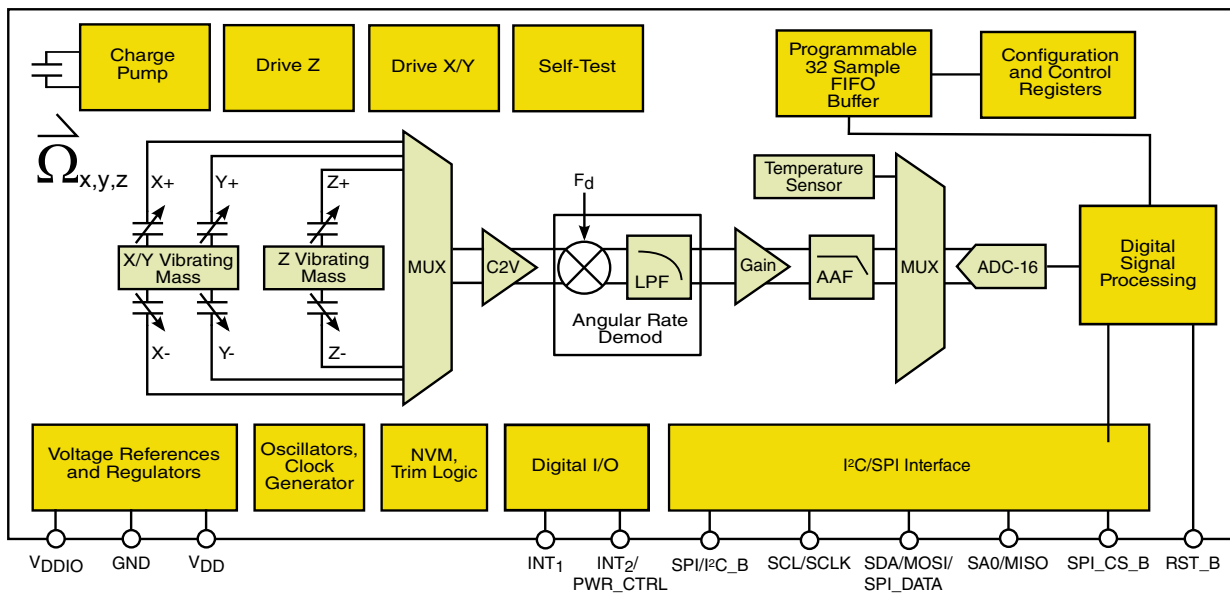 Charge
Pump
Drive Z
Drive X/Y
Self-Test
Programmable
32 Sample
FIFO
Buffer
Configuration
and Control
Registers
Ωx,y,z
X+
Y+
Z+
X/Y Vibrating
Mass
Z Vibrating
Mass
X-
Y-
Z-
MUX
C2V
Fd
LPF
Angular Rate
Demod
Gain
AAF
Temperature
Sensor
MUX
ADC-16
Digital
Signal
Processing
Voltage References
and Regulators
Oscillators,
Clock
Generator
NVM,
Trim Logic
Digital I/O
I²C/SPI Interface
VDDIO
GND
VDD
INT1
INT2/
PWR_CTRL
SPI/I²C_B
SCL/SCLK
SDA/MOSI/
SPI_DATA
SA0/MISO
SPI_CS_B
RST_B